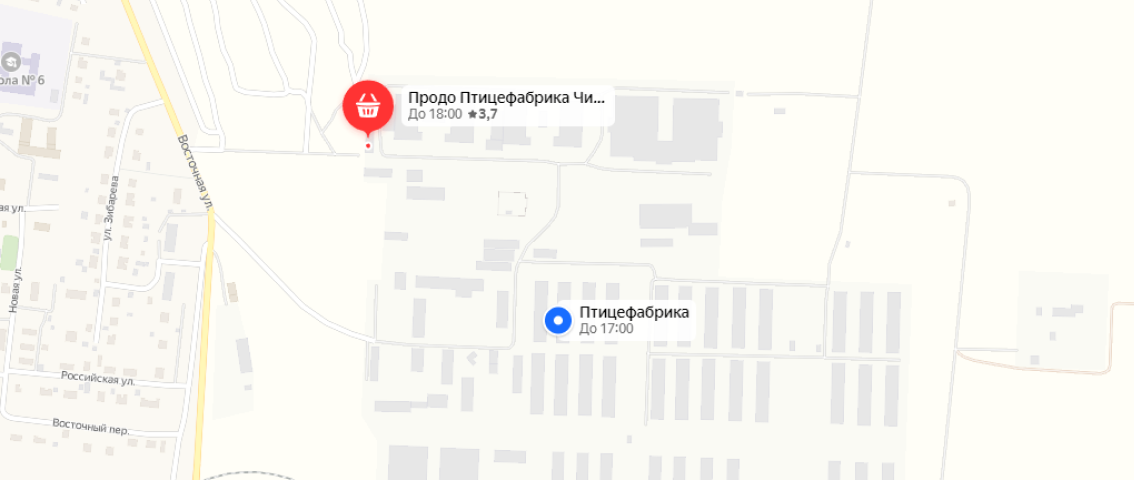 ола № 6
Продо Птицефабрика Чи...
До 18:00 ★3,7
Восточная ул.
ул. Зибарева
ая ул.
Новая ул.
Птицефабрика
До 17:00
Российская ул.
Восточный пер.